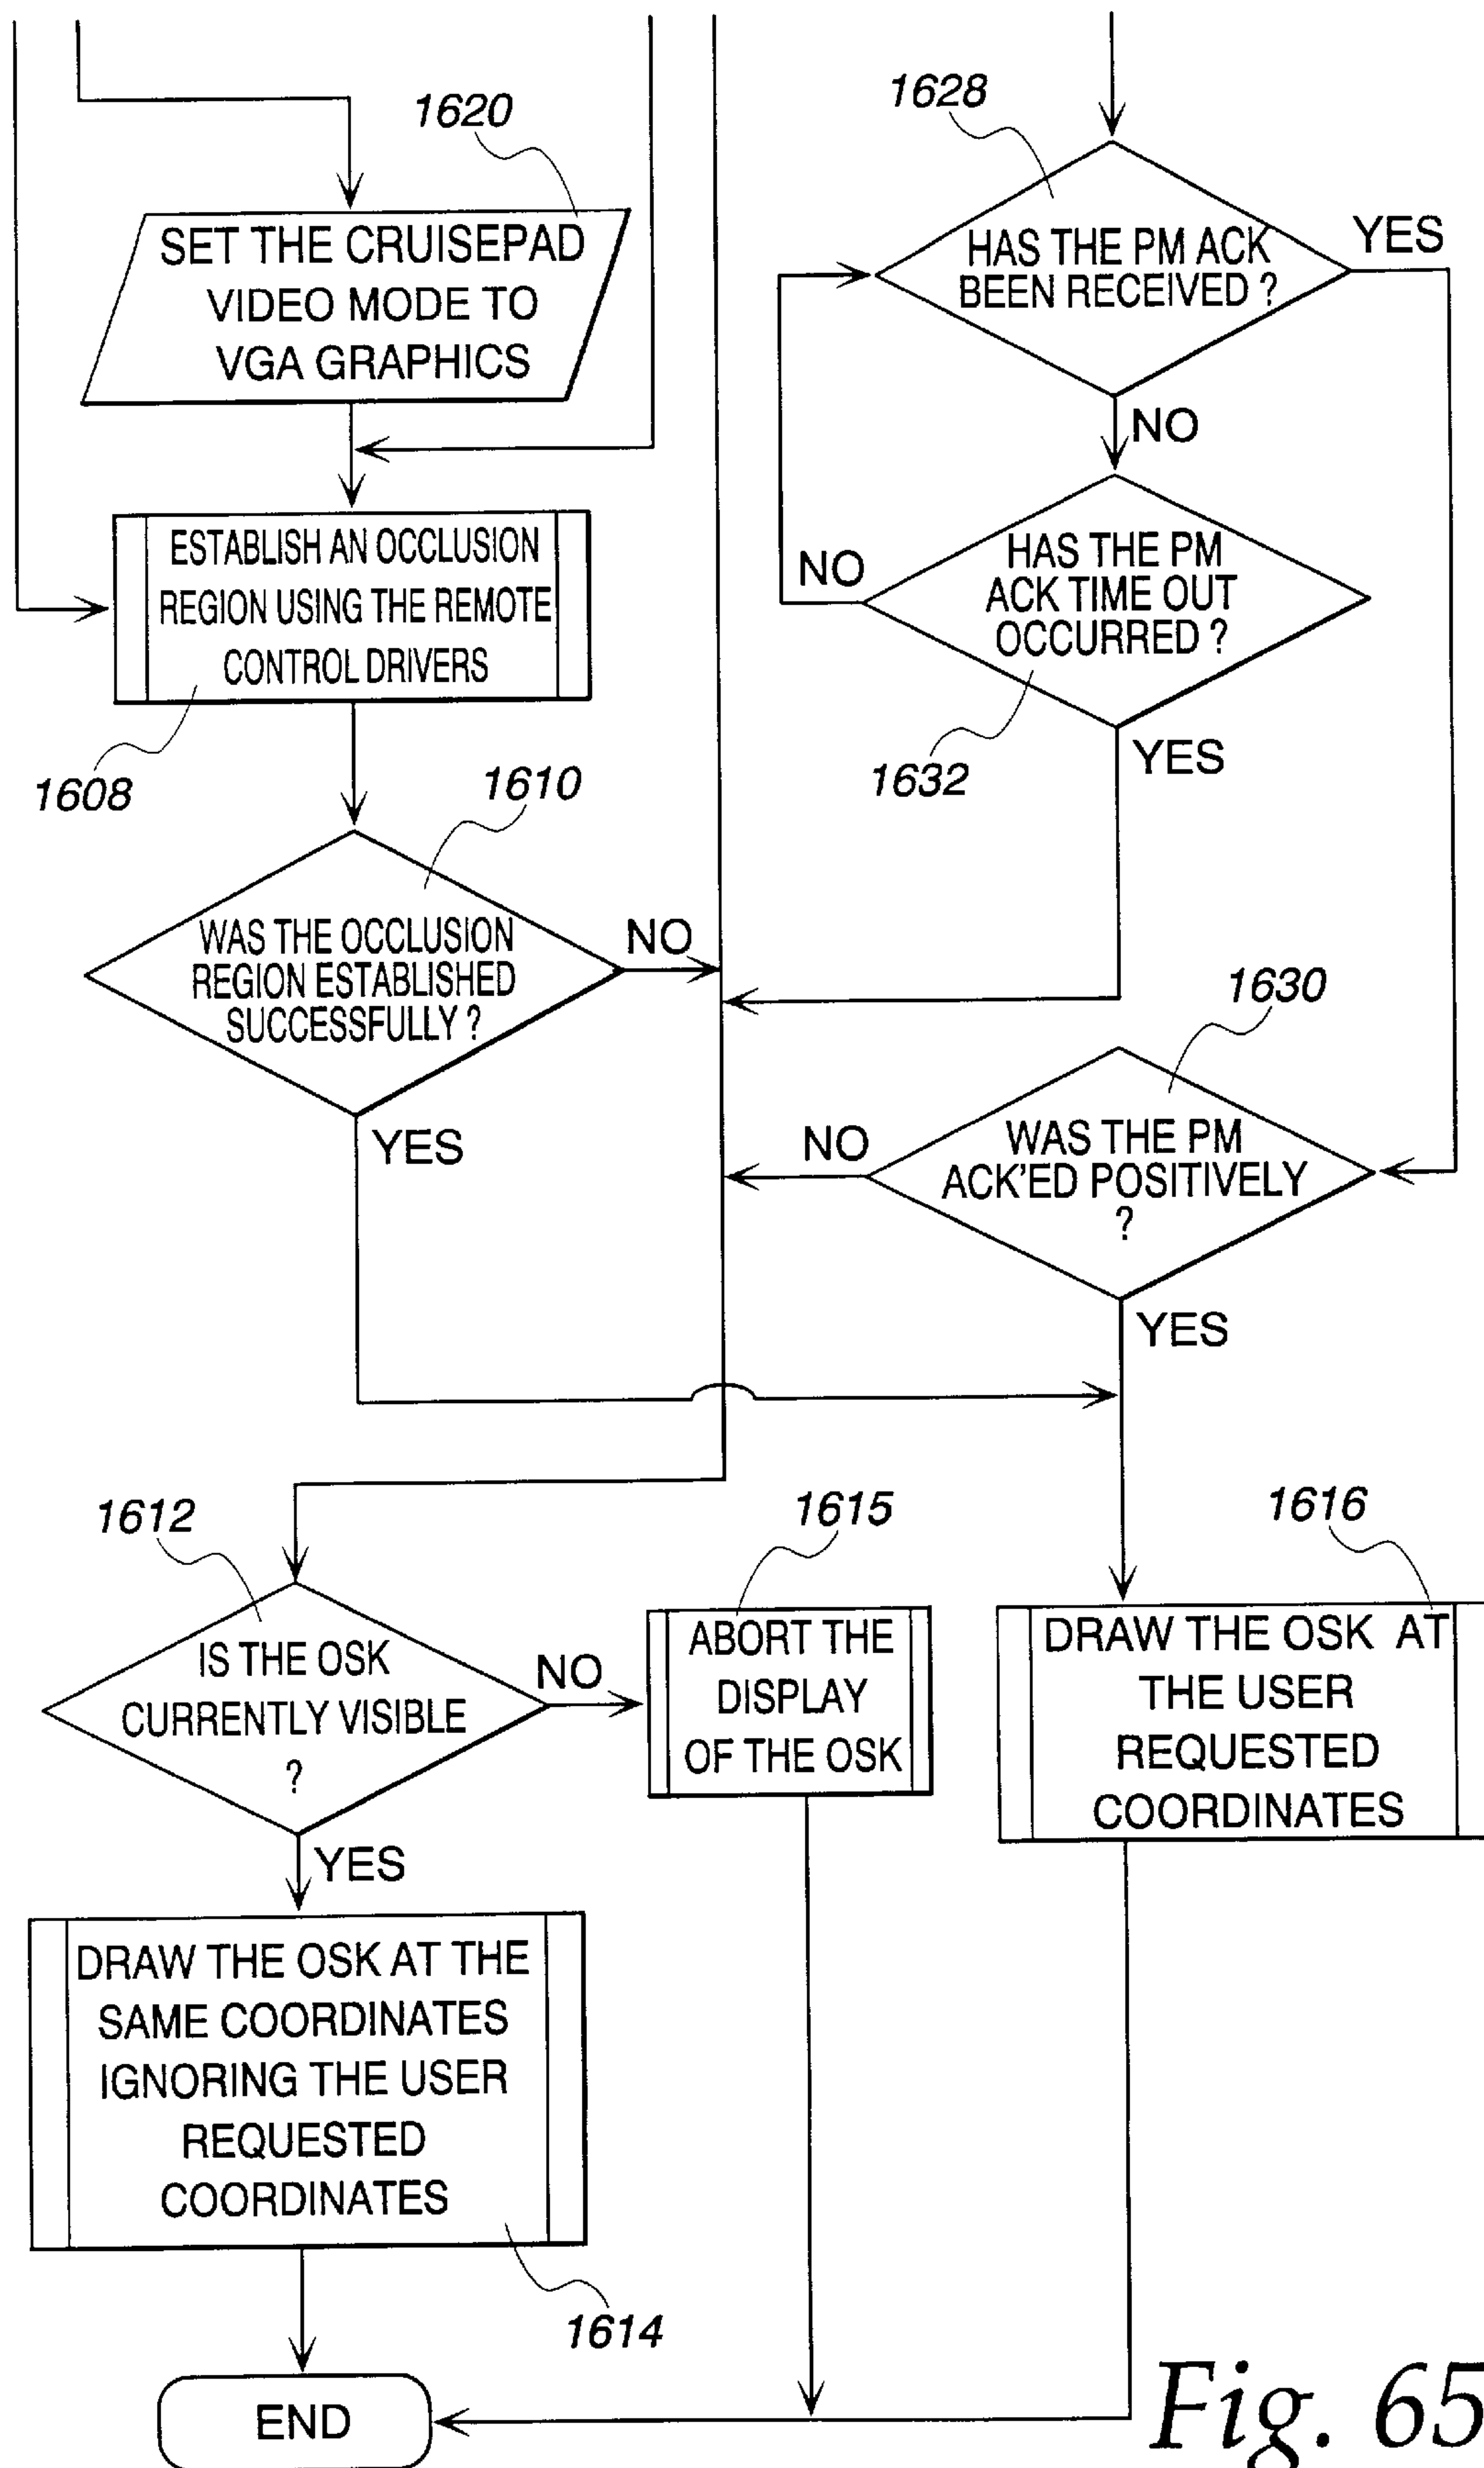 1620
SET THE CRUISEPAD
VIDEO MODE TO
VGA GRAPHICS
1628
HAS THE PM ACK
BEEN RECEIVED ?
YES
NO
ESTABLISH AN OCCLUSION
REGION USING THE REMOTE
CONTROL DRIVERS
1608
NO
HAS THE PM
ACK TIME OUT
OCCURRED ?
1632
YES
1610
WAS THE OCCLUSION
REGION ESTABLISHED
SUCCESSFULLY ?
NO
YES
1630
NO
WAS THE PM
ACK'ED POSITIVELY
?
YES
1612
IS THE OSK
CURRENTLY VISIBLE
?
NO
YES
1615
ABORT THE
DISPLAY
OF THE OSK
1616
DRAW THE OSK AT
THE USER
REQUESTED
COORDINATES
DRAW THE OSK AT THE
SAME COORDINATES
IGNORING THE USER
REQUESTED
COORDINATES
1614
END
Fig. 65